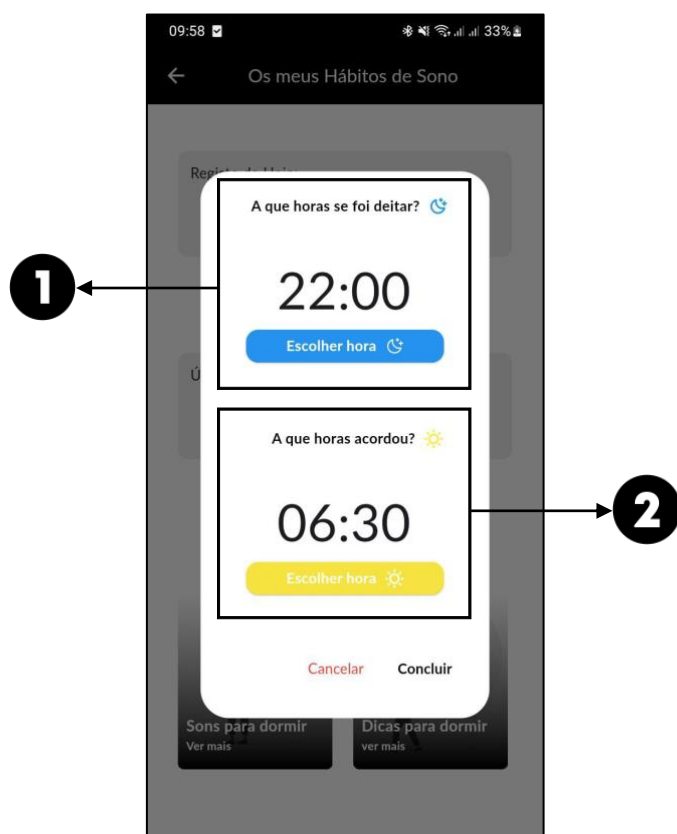 09:58 33%
Os meus Hábitos de Sono
A que horas se foi deitar?
22:00
Escolher hora
1
A que horas acordou?
06:30
Escolher hora
2
Cancelar Concluir
Sons para dormir
Ver mais
Dicas para dormir
ver mais